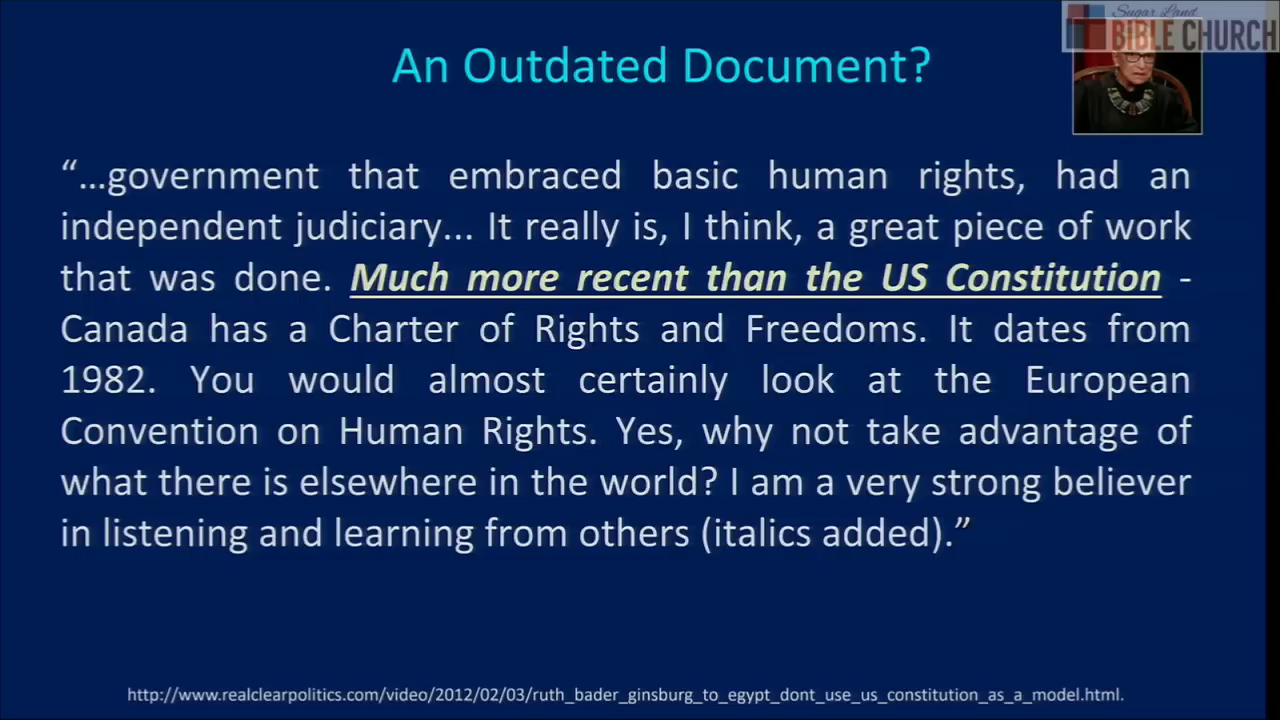 Sugar Land
BIBLE CHURCH
An Outdated Document?
“…government that embraced basic human rights, had an
independent judiciary... It really is, I think, a great piece of work
that was done. Much more recent than the US Constitution -
Canada has a Charter of Rights and Freedoms. It dates from
1982. You would almost certainly look at the European
Convention on Human Rights. Yes, why not take advantage of
what there is elsewhere in the world? I am a very strong believer
in listening and learning from others (italics added).”
http://www.realclearpolitics.com/video/2012/02/03/ruth_bader_ginsburg_to_egypt_dont_use_us_constitution_as_a_model.html.